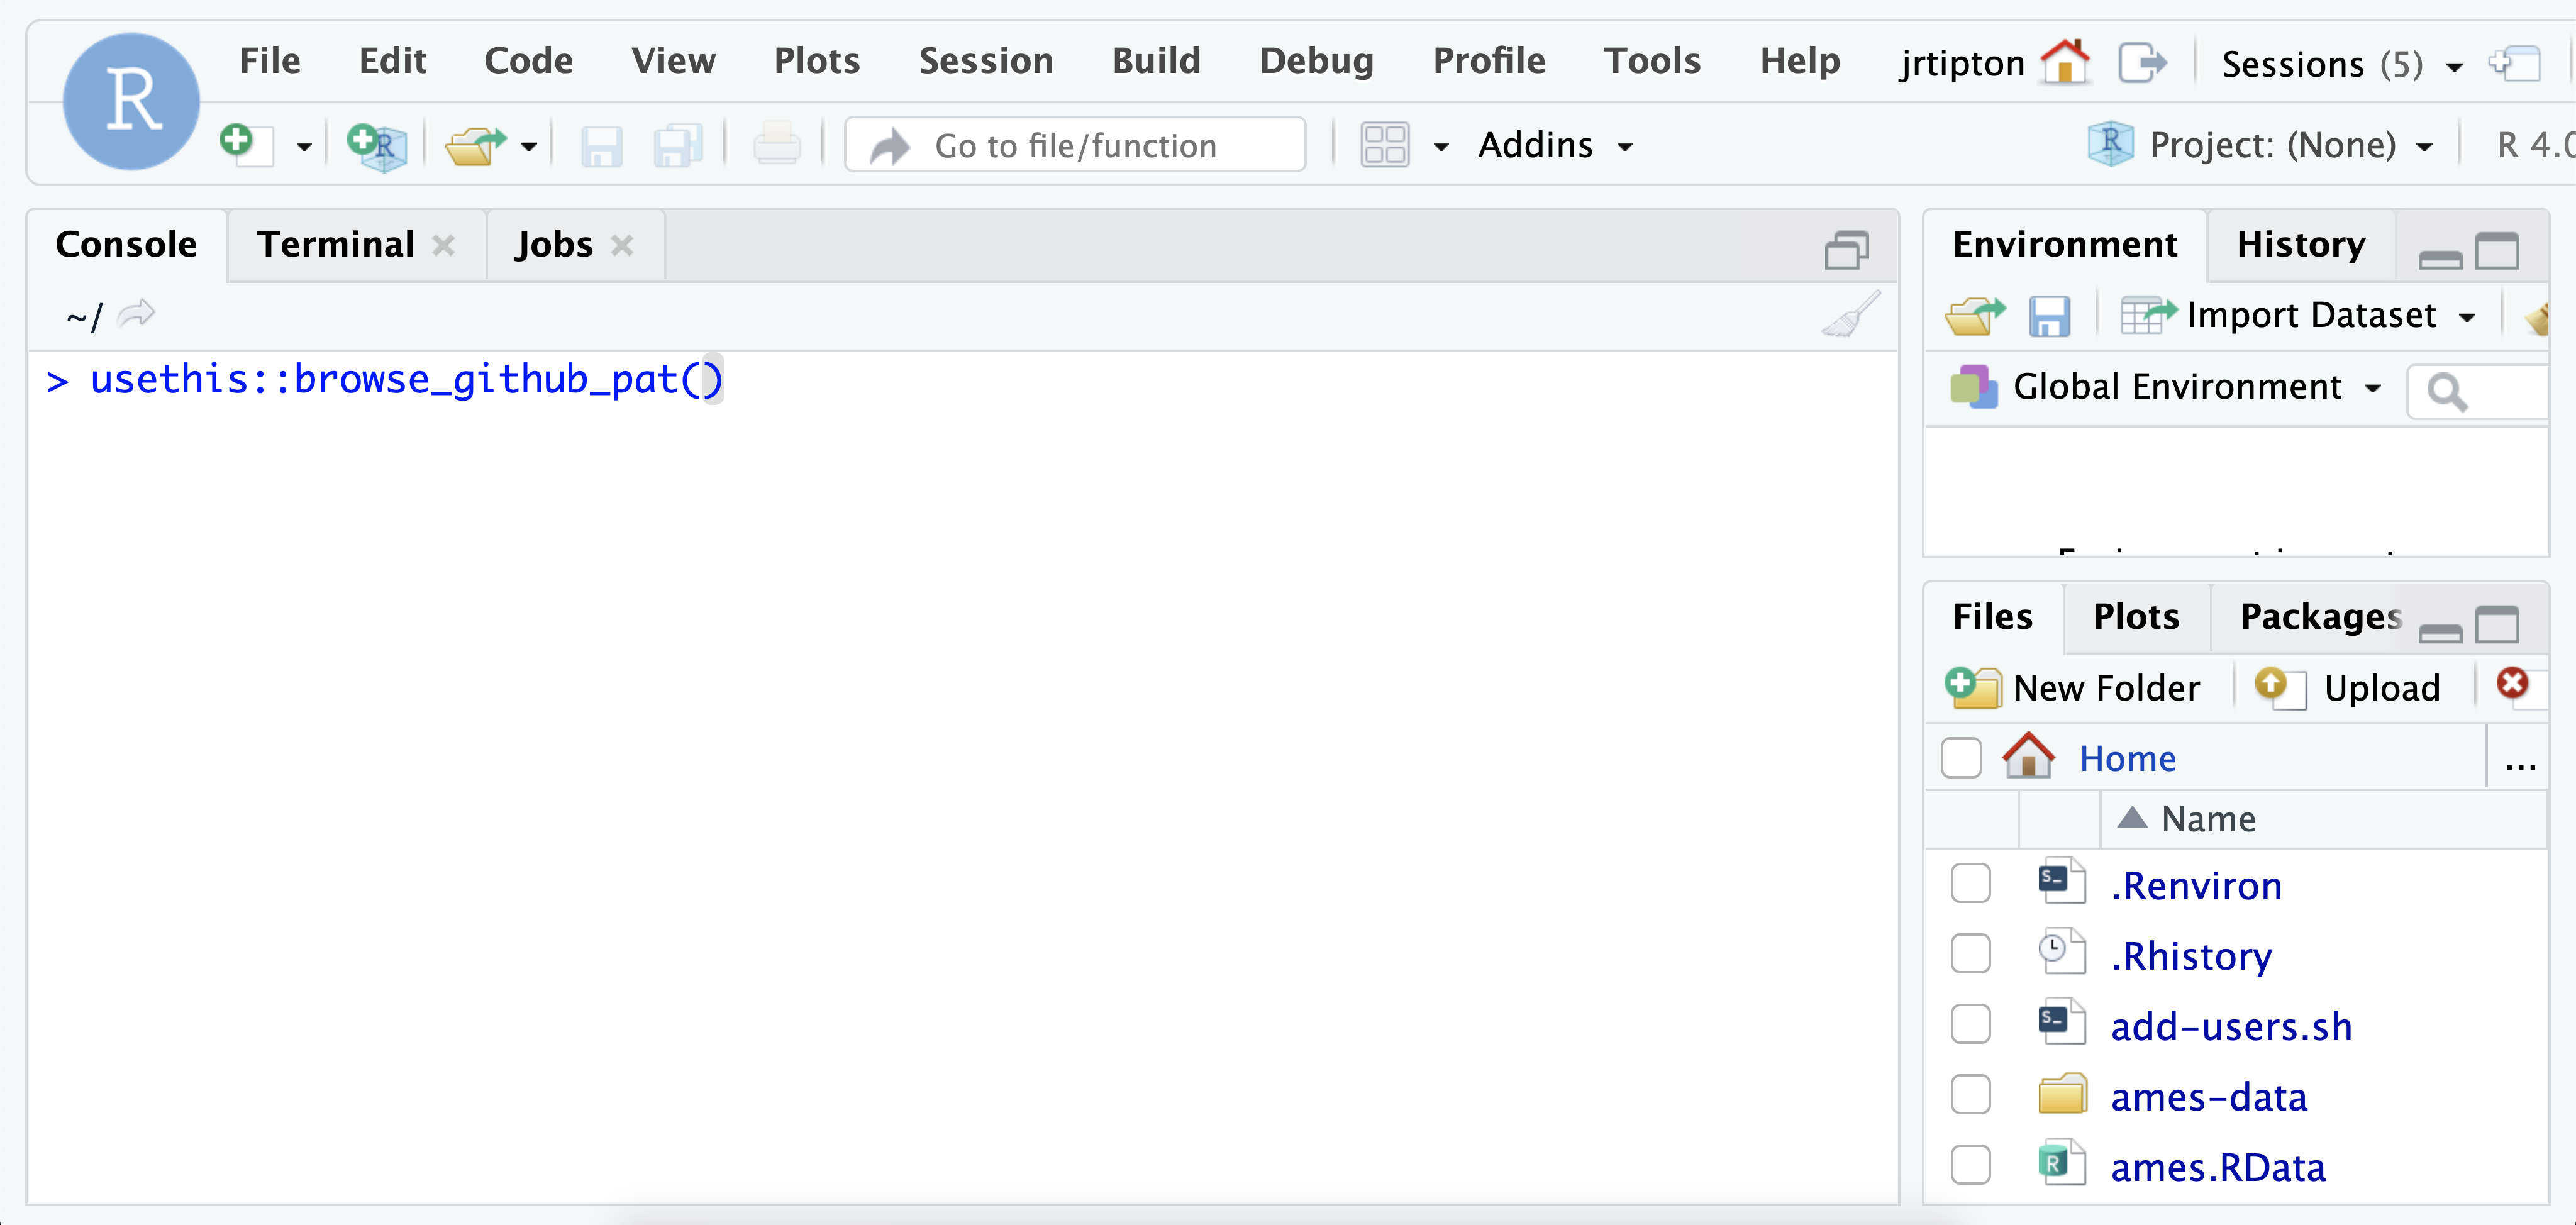 R File Edit Code View Plots Session Build Debug Profile Tools Help jrtipton Sessions (5)
Go to file/function Addins Project: (None) R 4.0
Console Terminal Jobs
~/
> usethis::browse_github_pat()
Environment History
Import Dataset
Global Environment
Files Plots Packages
New Folder Upload
Home ...
Name
.Renviron
.Rhistory
add-users.sh
ames-data
ames.RData